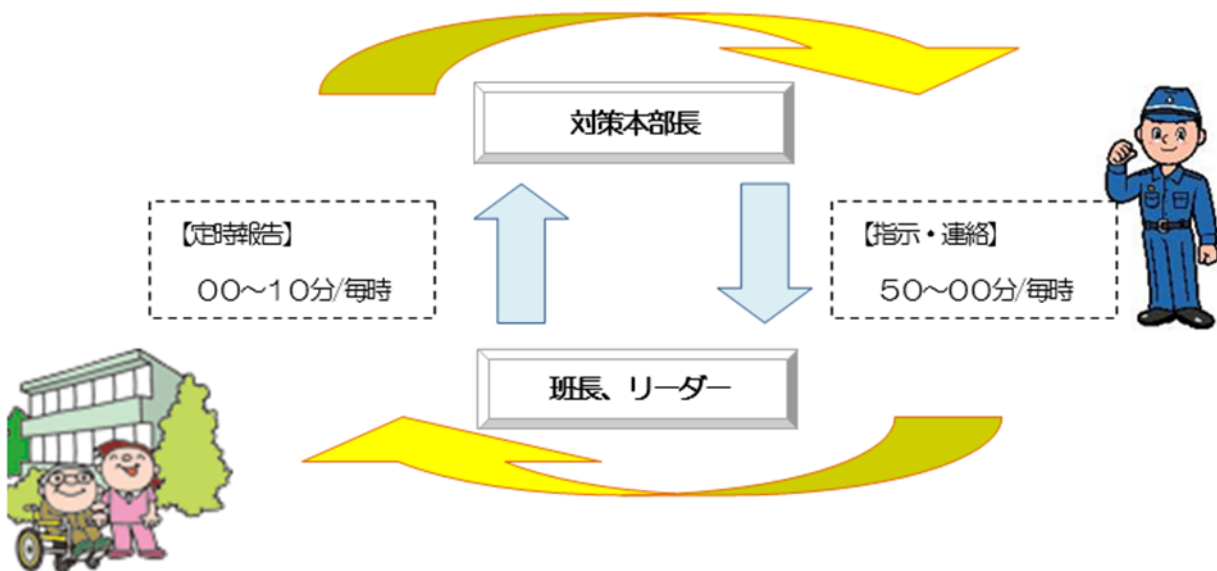 対策本部長
【定時報告】
００～１０分/毎時
【指示・連絡】
５０～００分/毎時
班長、リーダー